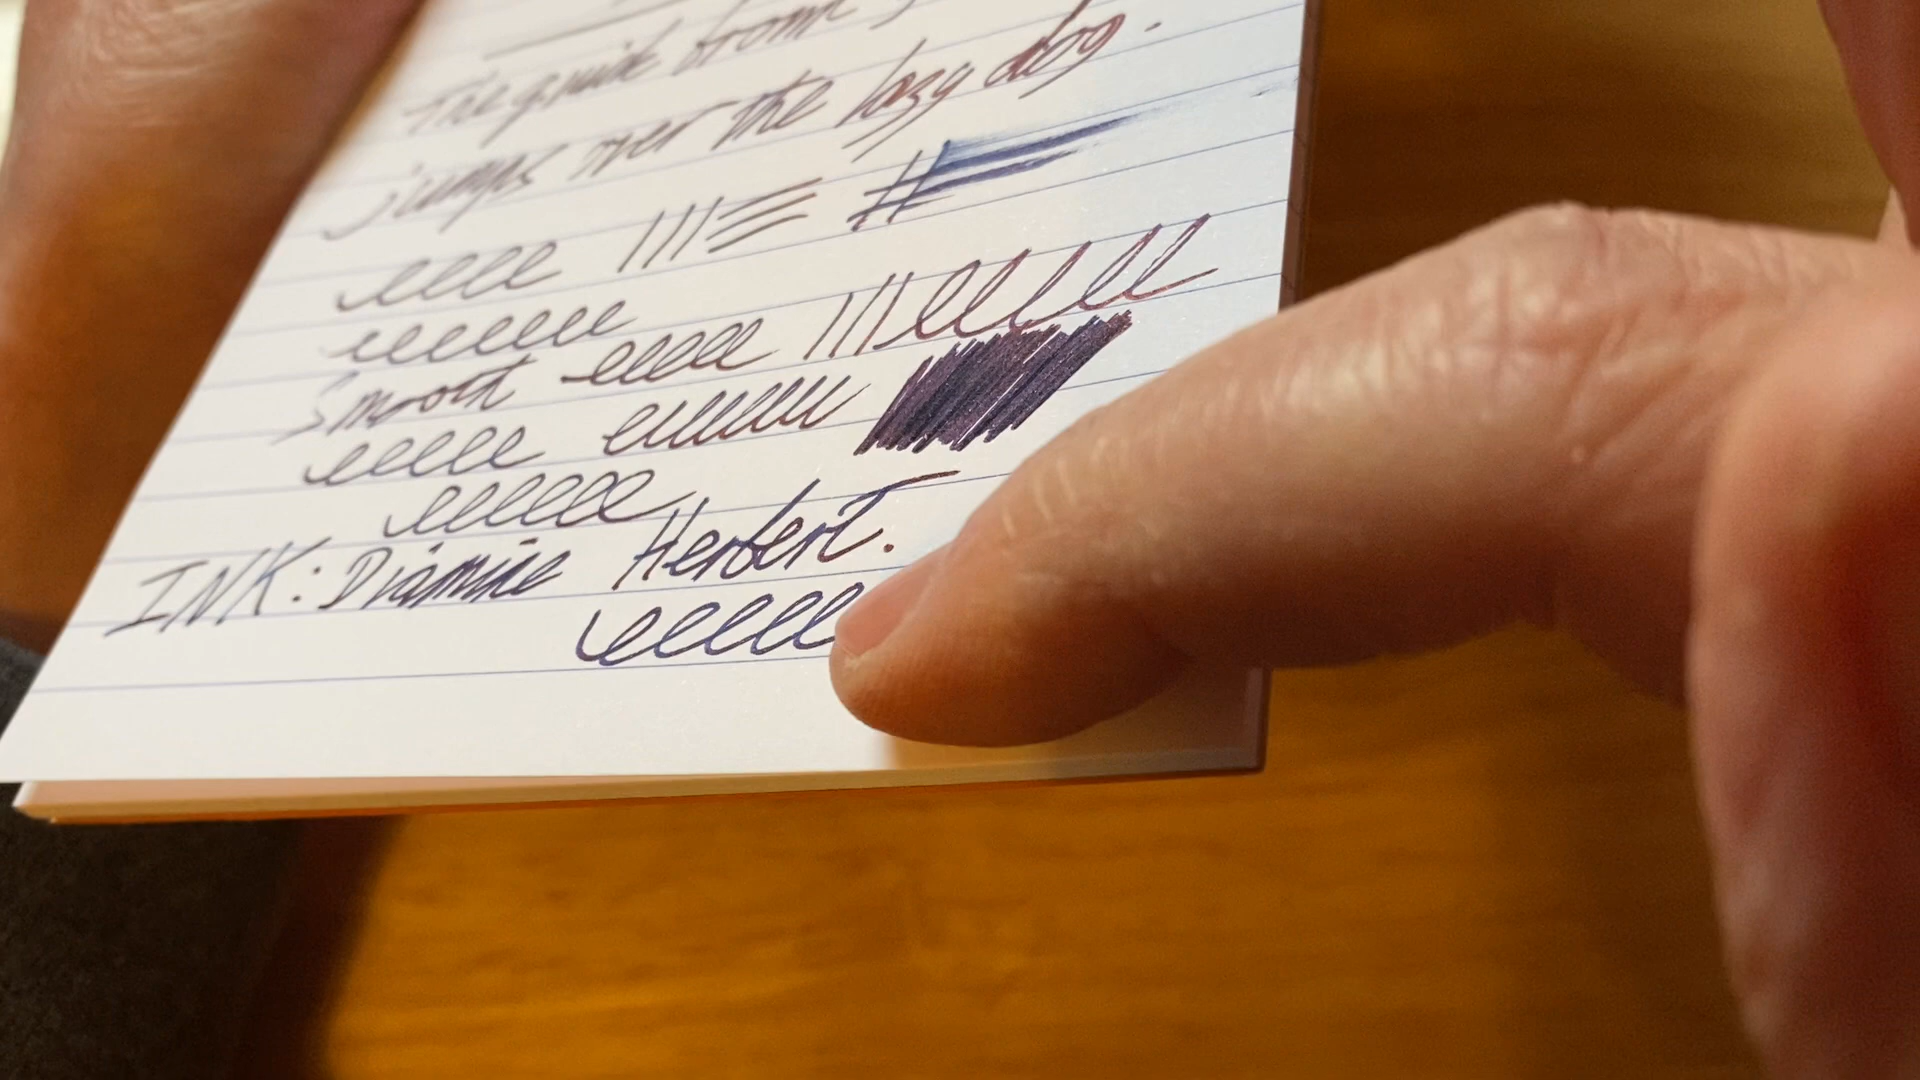 The quick brown
jumps over the lazy dog.
Smooth
INK: Diamine Herbert.